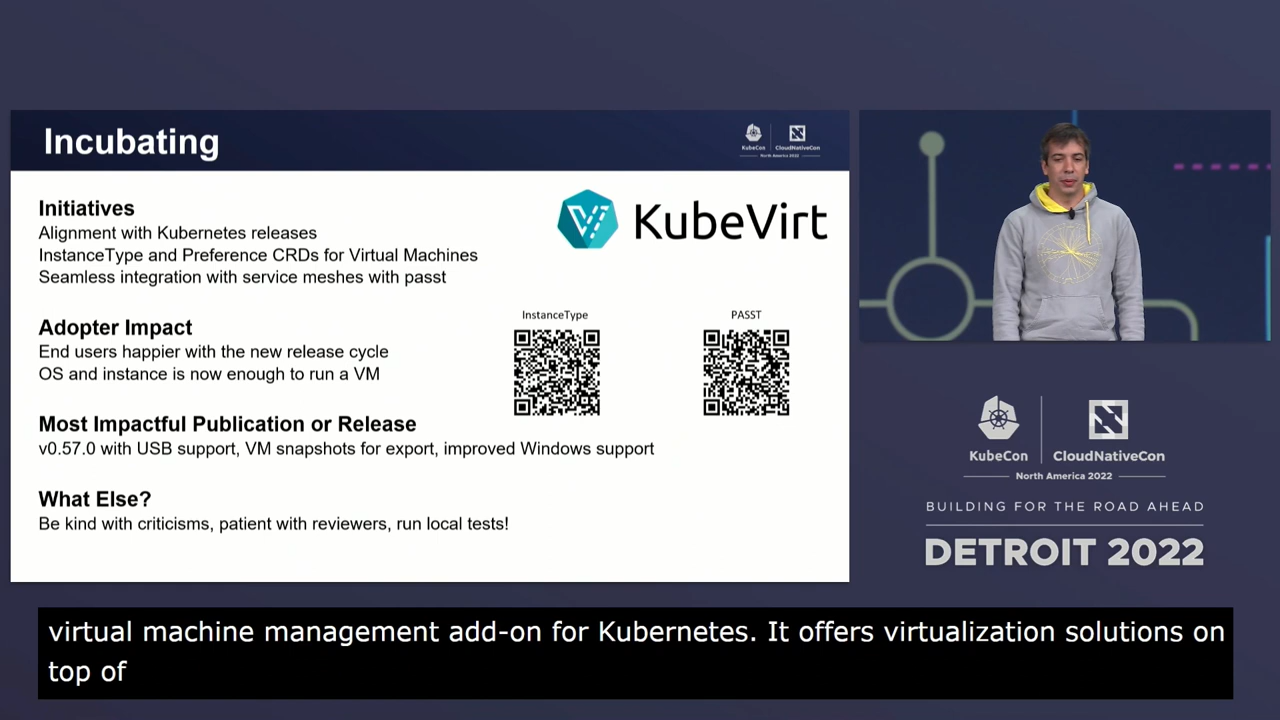 Incubating
KubeCon
CloudNativeCon
North America 2022
Initiatives
Alignment with Kubernetes releases
InstanceType and Preference CRDs for Virtual Machines
Seamless integration with service meshes with passt
KubeVirt
Adopter Impact
End users happier with the new release cycle
OS and instance is now enough to run a VM
InstanceType
PASST
Most Impactful Publication or Release
v0.57.0 with USB support, VM snapshots for export, improved Windows support
What Else?
Be kind with criticisms, patient with reviewers, run local tests!
KubeCon
CloudNativeCon
North America 2022
BUILDING FOR THE ROAD AHEAD
DETROIT 2022
virtual machine management add-on for Kubernetes. It offers virtualization solutions on
top of